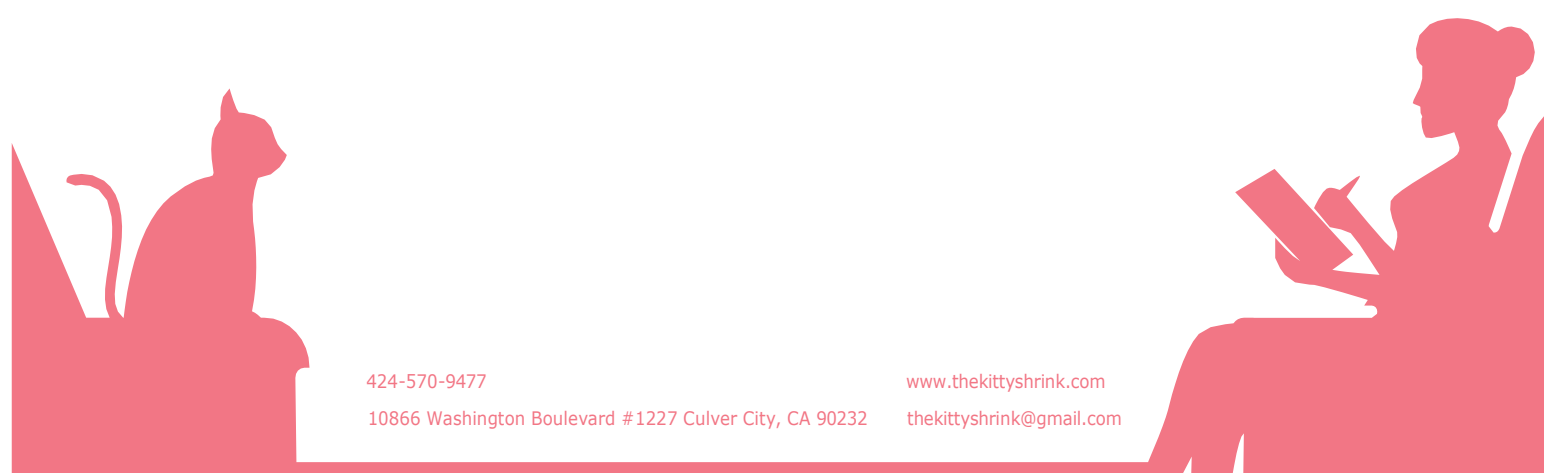 424-570-9477
www.thekittyshrink.com
10866 Washington Boulevard #1227 Culver City, CA 90232
thekittyshrink@gmail.com